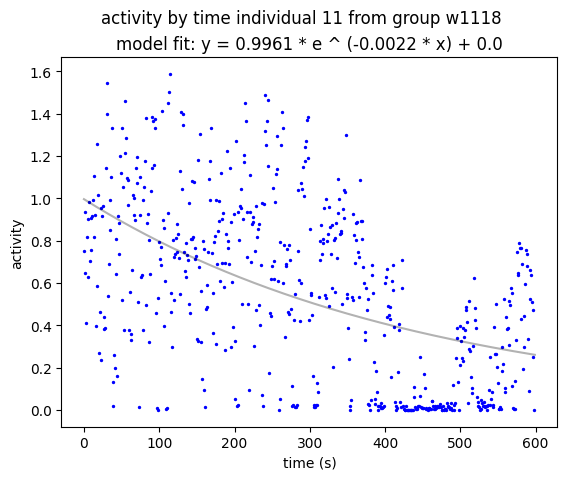 activity by time individual 11 from group w1118
model fit: y = 0.9961 * e ^ (-0.0022 * x) + 0.0
1.6
1.4
1.2
1.0
0.8
0.6
0.4
0.2
0.0
activity
0 100 200 300 400 500 600
time (s)